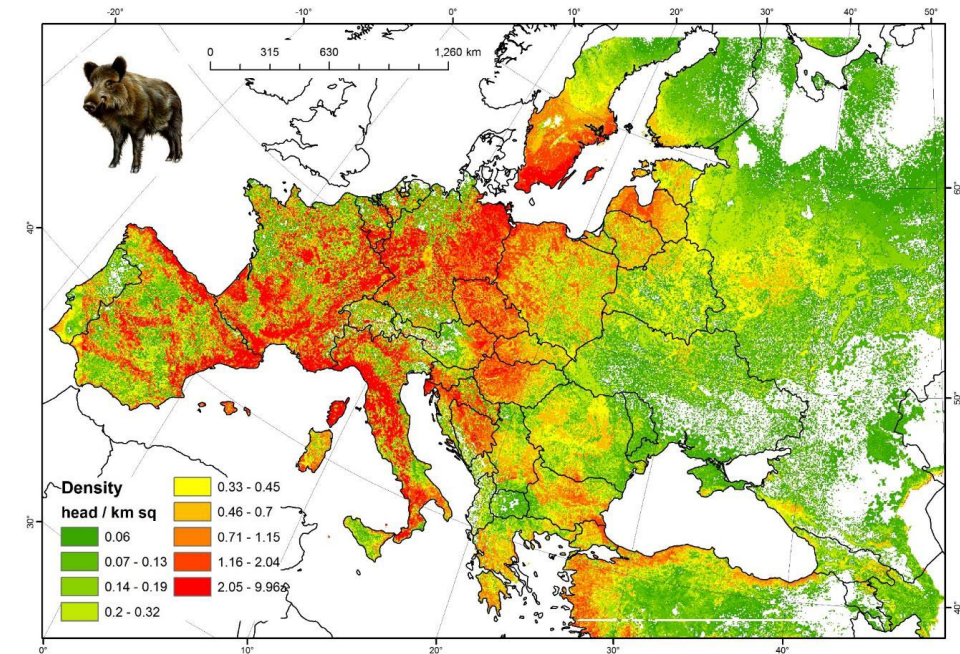 -20° -10° 0° 10° 20° 30° 40° 50°
0 315 630 1,260 km
60°
40°
50°
30°
40°
Density
head / km sq
0.06
0.07 - 0.13
0.14 - 0.19
0.2 - 0.32
0.33 - 0.45
0.46 - 0.7
0.71 - 1.15
1.16 - 2.04
2.05 - 9.962
0° 10° 20° 30° 40°